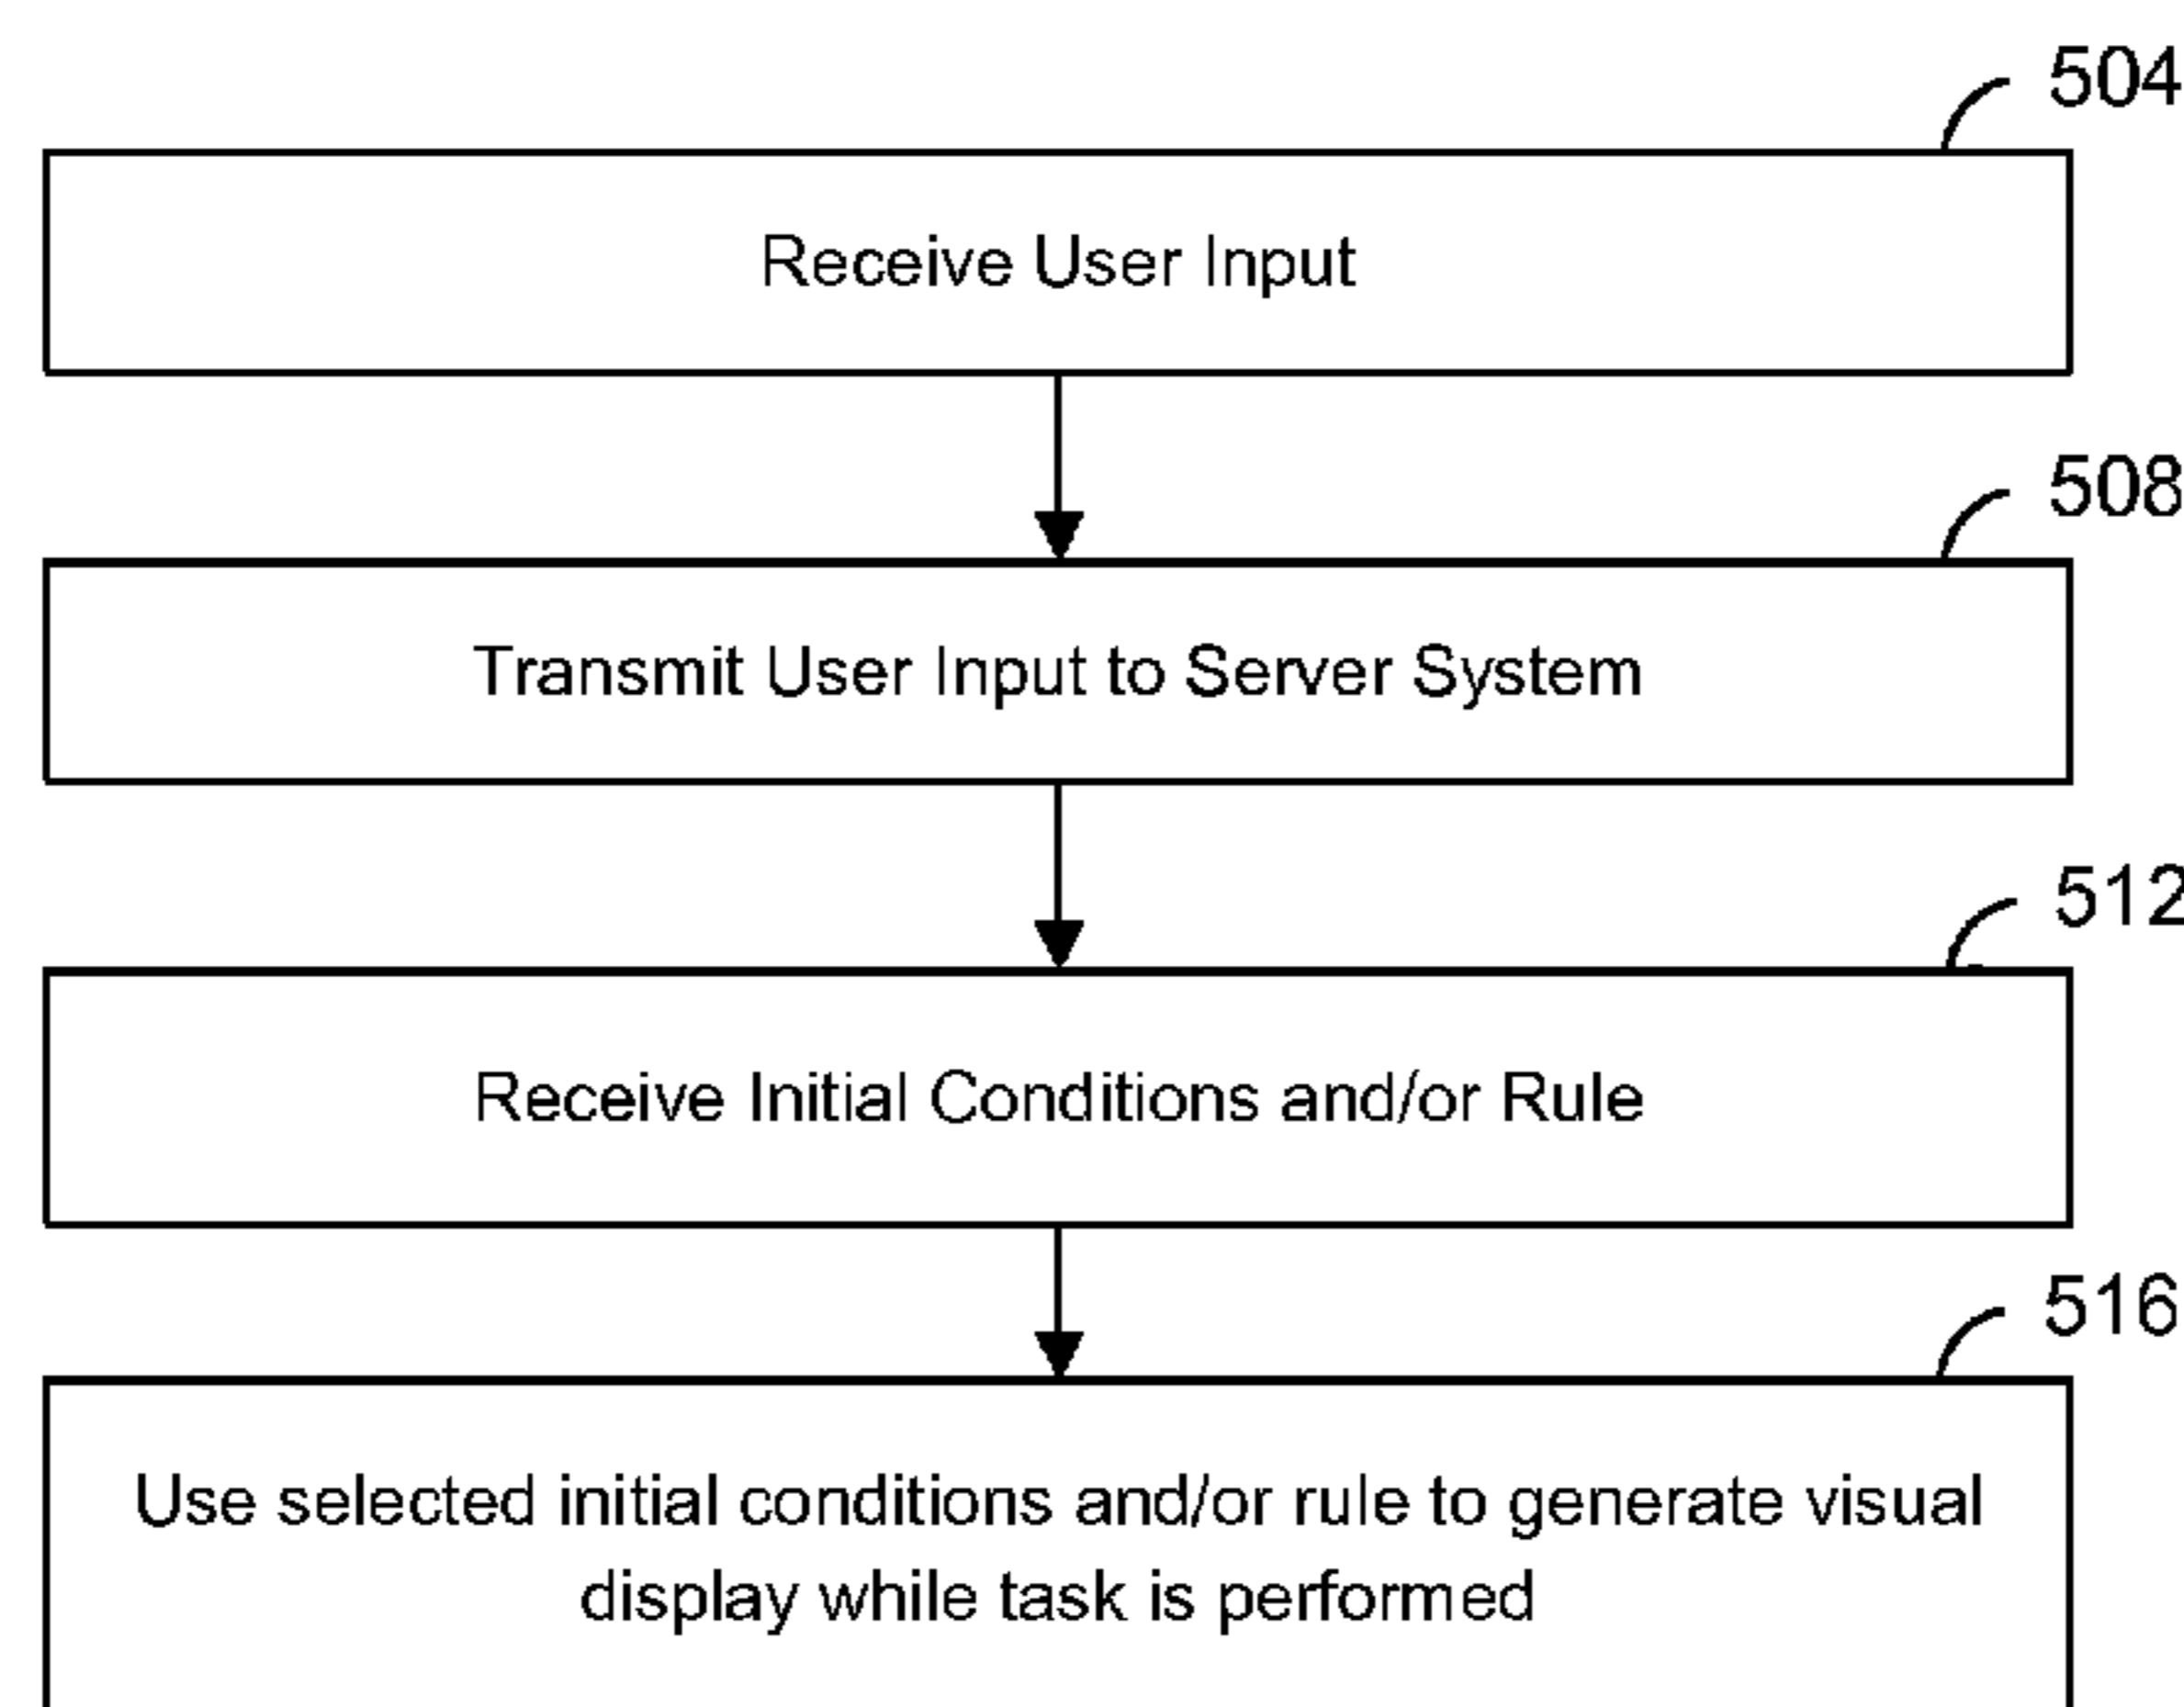 504
Receive User Input
508
Transmit User Input to Server System
512
Receive Initial Conditions and/or Rule
516
Use selected initial conditions and/or rule to generate visual
display while task is performed